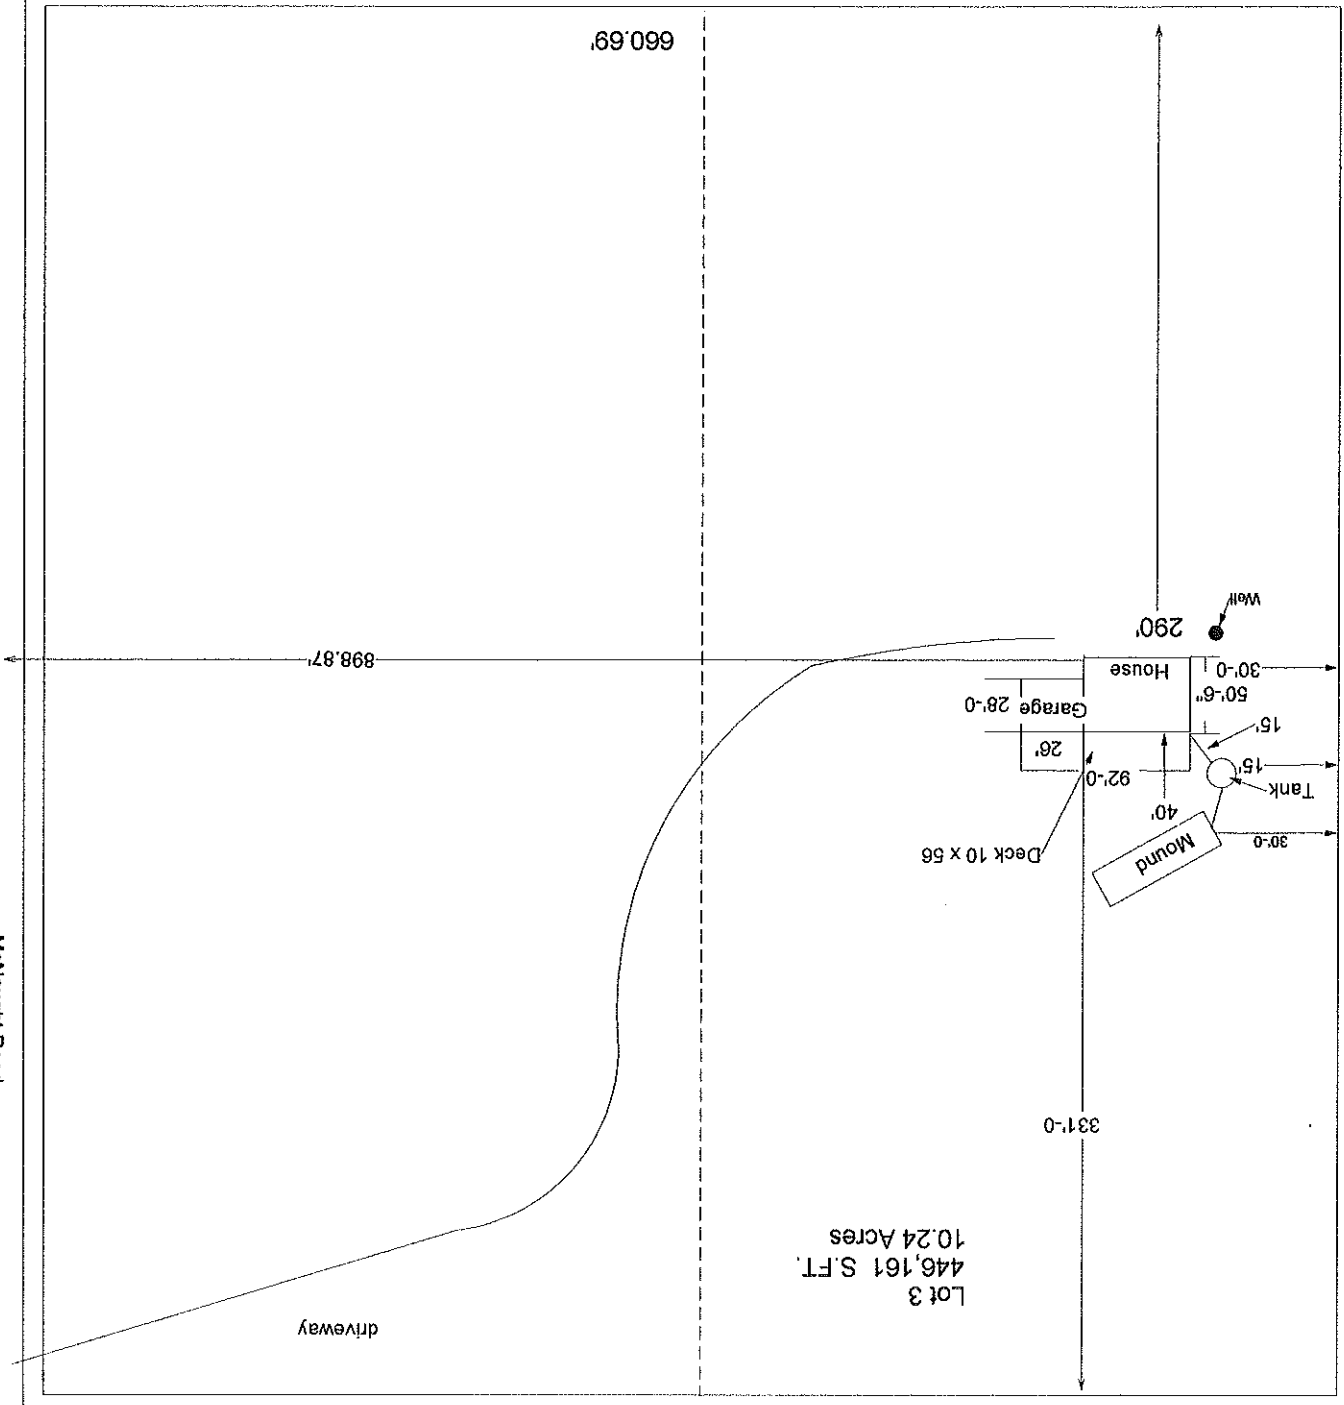 driveway
Lot 3
446,161 S.FT.
10.24 Acres
331'-0
Mound
Deck 10 x 56
30'-0
40'
Tank
92'-0
15'
26'
15'
Garage
28'-0
50'-6"
30'-0
House
898.87'
290'
Well
660.69'